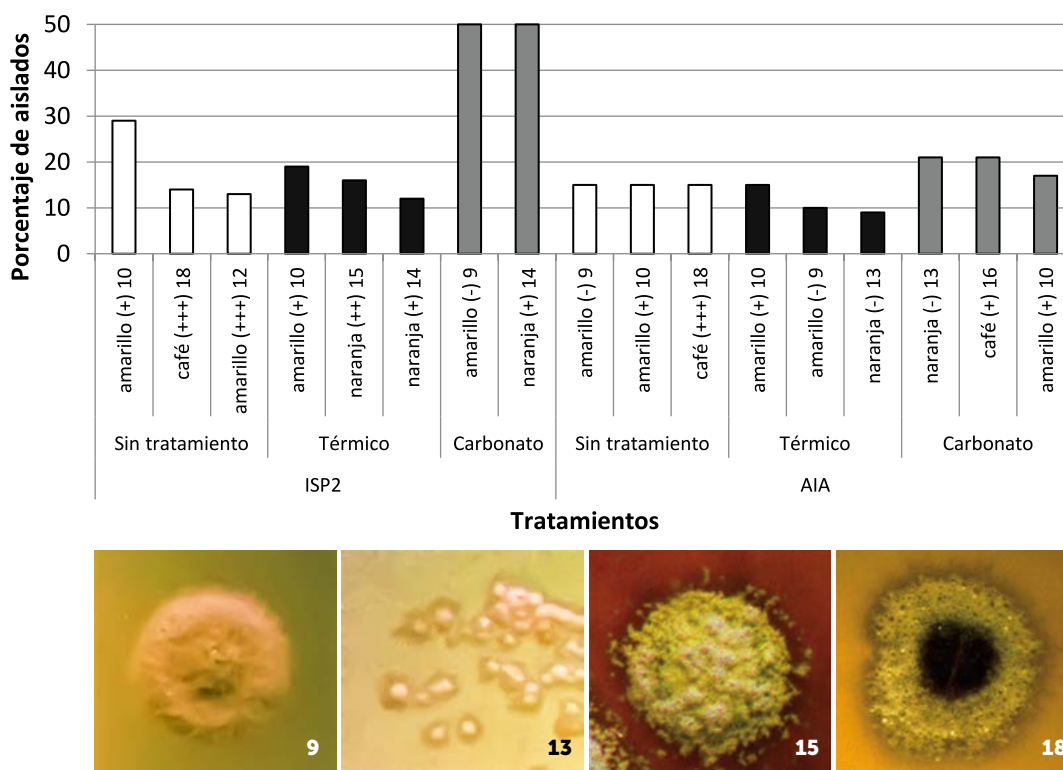 Porcentaje de aislados
50
40
30
20
10
0
amarillo (+) 10
café (+++) 18
amarillo (+++) 12
amarillo (+) 10
naranja (++) 15
naranja (+) 14
amarillo (-) 9
naranja (+) 14
amarillo (-) 9
amarillo (+) 10
café (+++) 18
amarillo (+) 10
amarillo (-) 9
naranja (-) 13
naranja (-) 13
café (+) 16
amarillo (+) 10
Sin tratamiento Térmico Carbonato Sin tratamiento Térmico Carbonato
ISP2 AIA
Tratamientos
9 13 15 18